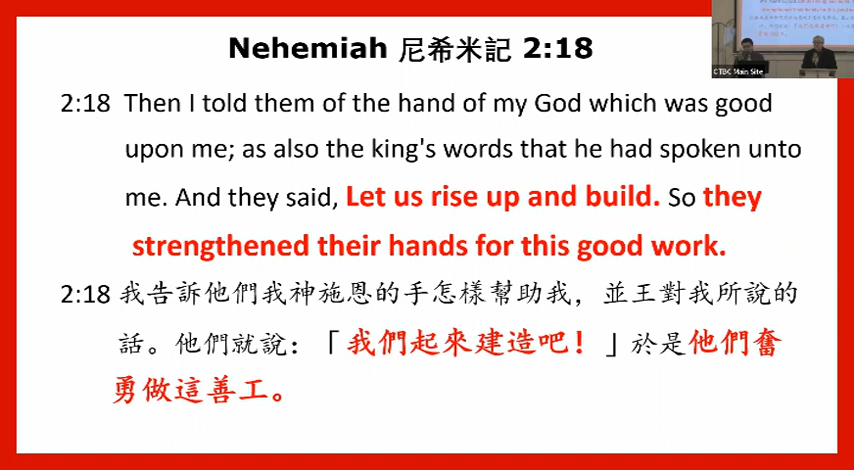 Nehemiah 尼希米記 2:18
CTBC Main Site
2:18 Then I told them of the hand of my God which was good
upon me; as also the king's words that he had spoken unto
me. And they said, Let us rise up and build. So they
strengthened their hands for this good work.
2:18 我告訴他們我神施恩的手怎樣幫助我，並王對我所說的
話。他們就說：「我們起來建造吧！」於是他們奮
勇做這善工。